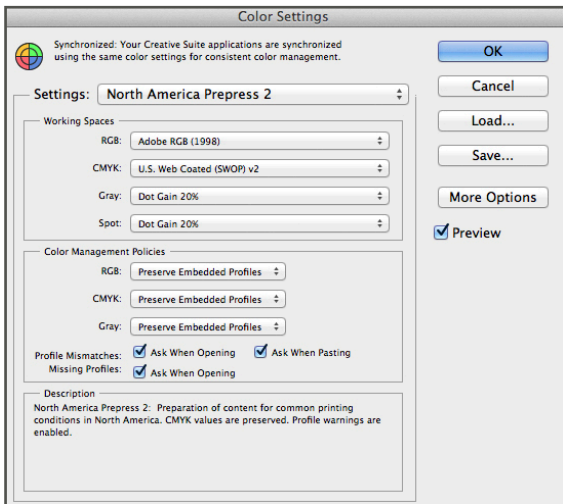 Color Settings
Synchronized: Your Creative Suite applications are synchronized
using the same color settings for consistent color management.
OK
Cancel
Load...
Save...
More Options
Preview
Settings: North America Prepress 2
Working Spaces
RGB: Adobe RGB (1998)
CMYK: U.S. Web Coated (SWOP) v2
Gray: Dot Gain 20%
Spot: Dot Gain 20%
Color Management Policies
RGB: Preserve Embedded Profiles
CMYK: Preserve Embedded Profiles
Gray: Preserve Embedded Profiles
Profile Mismatches: Ask When Opening Ask When Pasting
Missing Profiles: Ask When Opening
Description
North America Prepress 2: Preparation of content for common printing
conditions in North America. CMYK values are preserved. Profile warnings are
enabled.